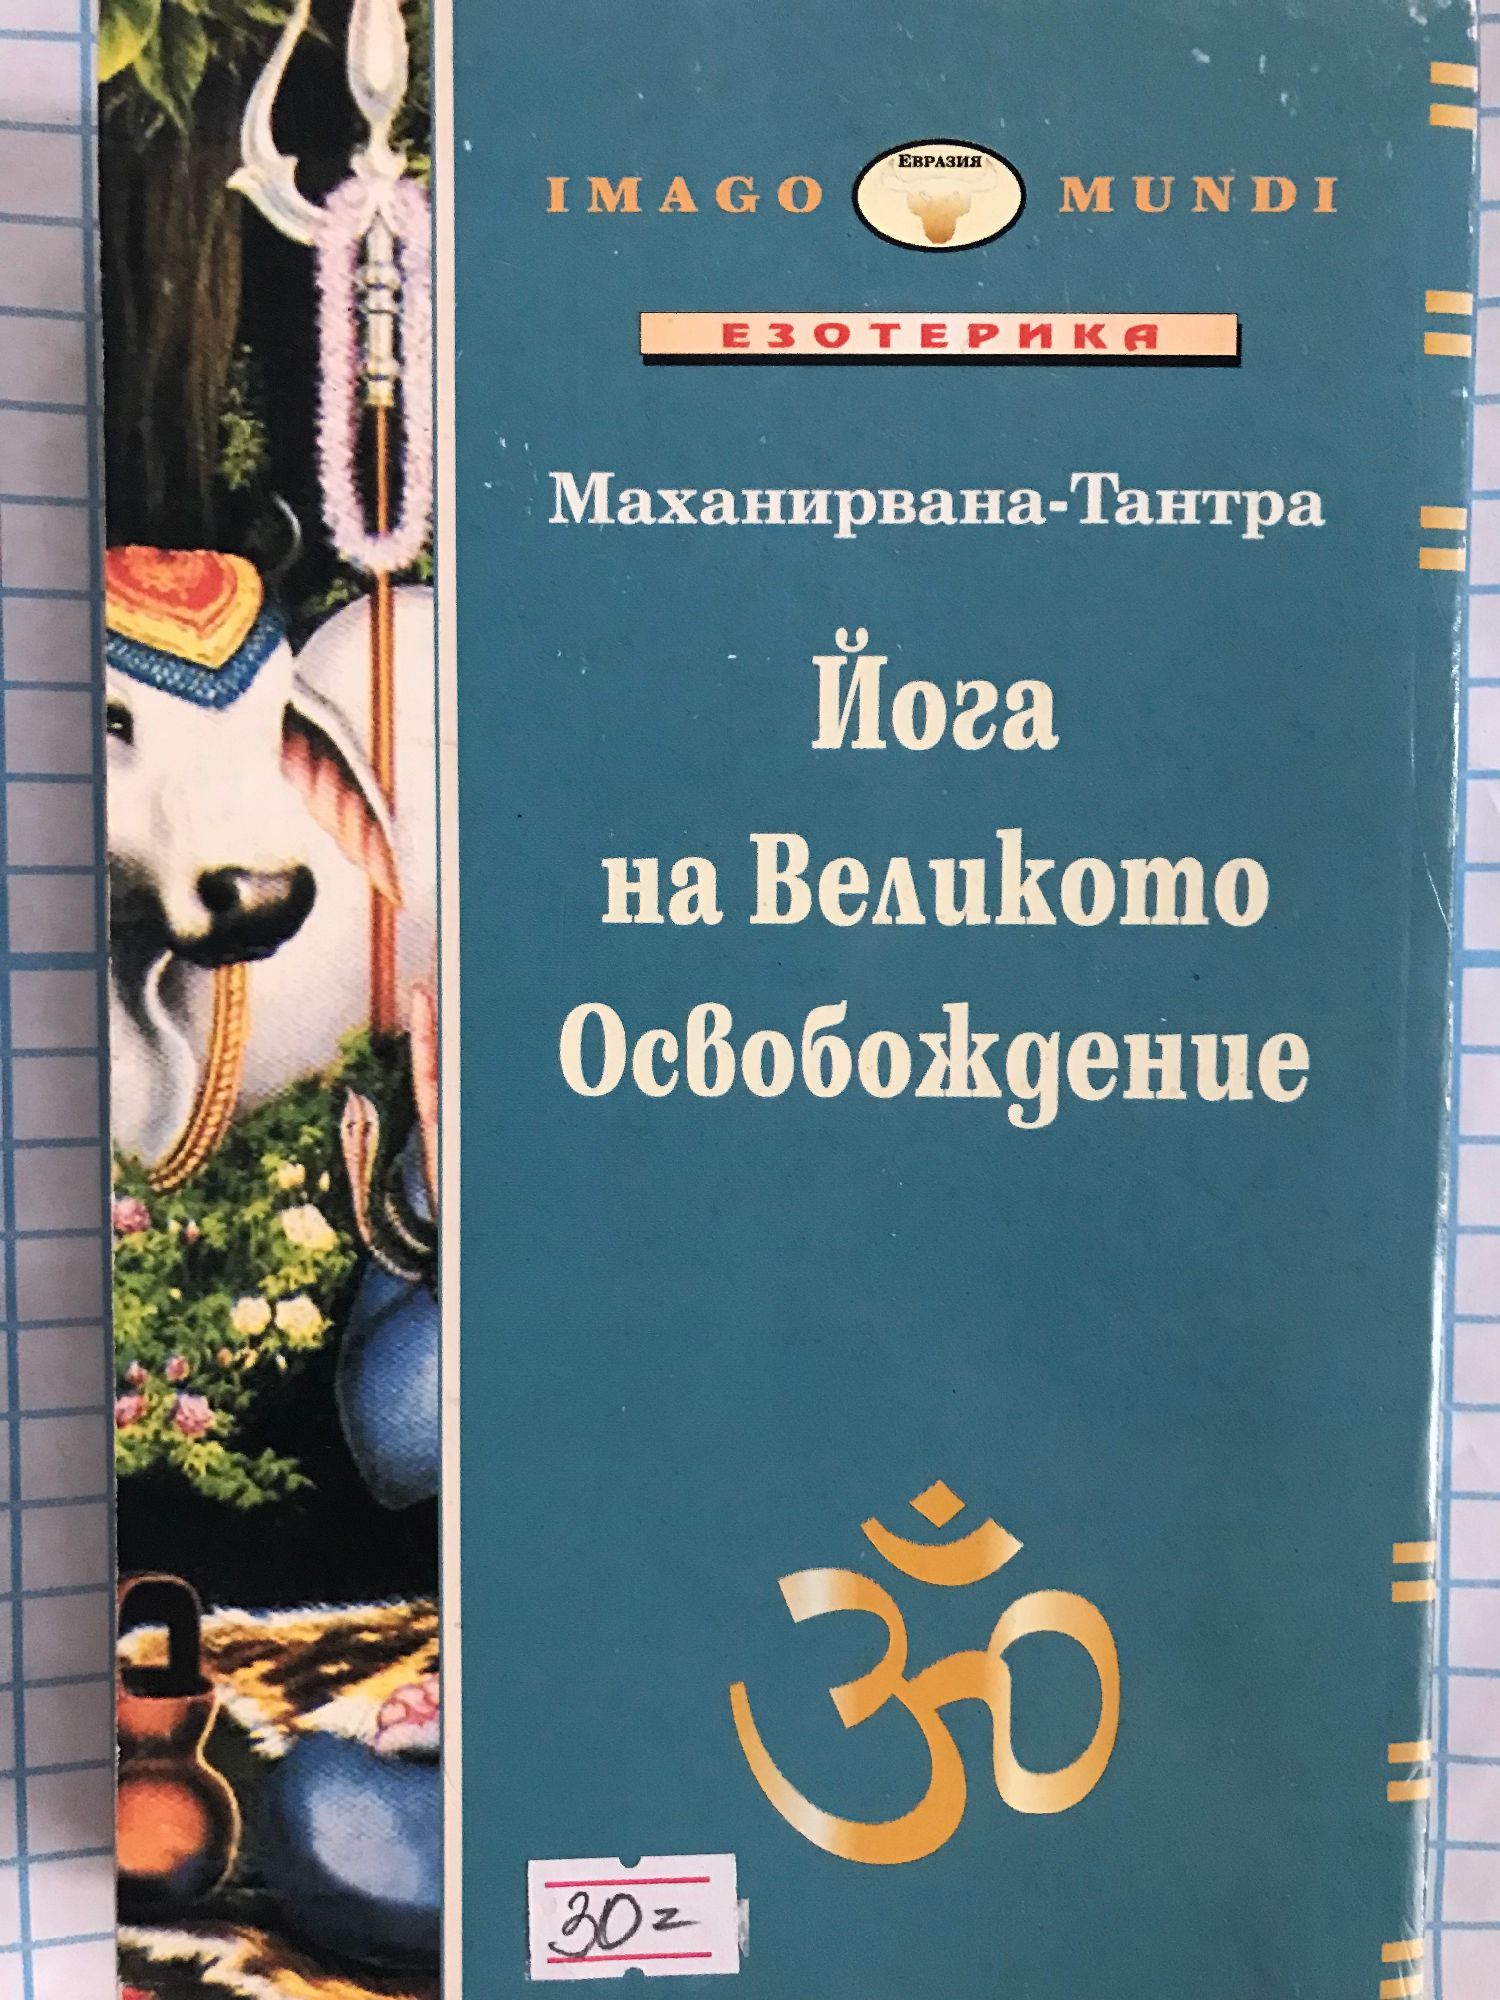 IMAGO ЕВРАЗИЯ MUNDI
ЕЗОТЕРИКА
Маханирвана-Тантра
Йога
на Великото
Освобождение
ॐ
30=